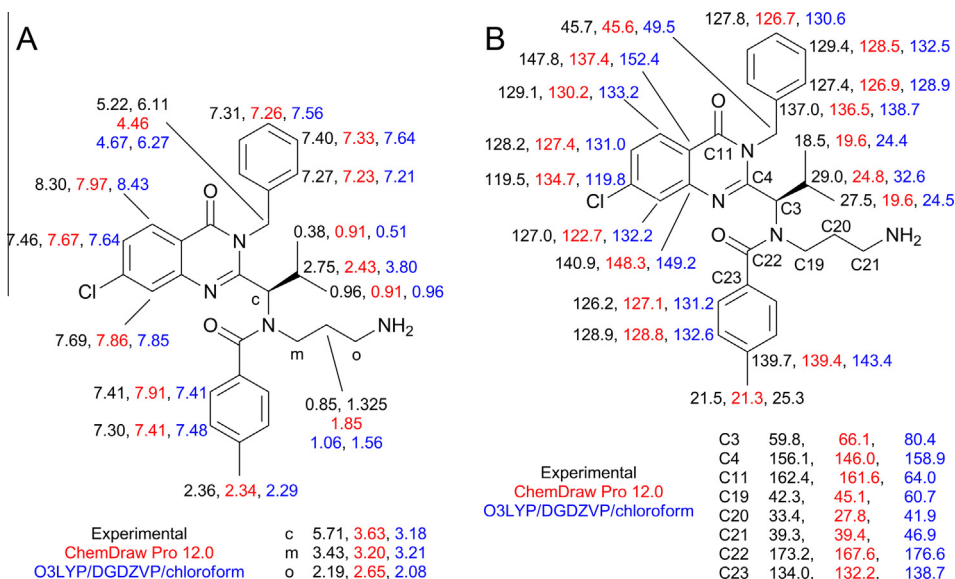 A
5.22, 6.11
4.46
4.67, 6.27
7.31, 7.26, 7.56
7.40, 7.33, 7.64
7.27, 7.23, 7.21
8.30, 7.97, 8.43
7.46, 7.67, 7.64
O
N
N
Cl
0.38, 0.91, 0.51
2.75, 2.43, 3.80
0.96, 0.91, 0.96
c
O
N
NH2
m
o
7.69, 7.86, 7.85
7.41, 7.91, 7.41
7.30, 7.41, 7.48
0.85, 1.325
1.85
1.06, 1.56
2.36, 2.34, 2.29
Experimental c 5.71, 3.63, 3.18
ChemDraw Pro 12.0 m 3.43, 3.20, 3.21
O3LYP/DGDZVP/chloroform o 2.19, 2.65, 2.08
B
45.7, 45.6, 49.5
127.8, 126.7, 130.6
147.8, 137.4, 152.4
129.4, 128.5, 132.5
129.1, 130.2, 133.2
127.4, 126.9, 128.9
137.0, 136.5, 138.7
128.2, 127.4, 131.0
O
C11
N
18.5, 19.6, 24.4
119.5, 134.7, 119.8
C4
29.0, 24.8, 32.6
Cl
N
C3
27.5, 19.6, 24.5
127.0, 122.7, 132.2
O
N
C20
NH2
C22
C19
C21
140.9, 148.3, 149.2
C23
126.2, 127.1, 131.2
128.9, 128.8, 132.6
139.7, 139.4, 143.4
21.5, 21.3, 25.3
Experimental
ChemDraw Pro 12.0
O3LYP/DGDZVP/chloroform
C3 59.8, 66.1, 80.4
C4 156.1, 146.0, 158.9
C11 162.4, 161.6, 64.0
C19 42.3, 45.1, 60.7
C20 33.4, 27.8, 41.9
C21 39.3, 39.4, 46.9
C22 173.2, 167.6, 176.6
C23 134.0, 132.2, 138.7